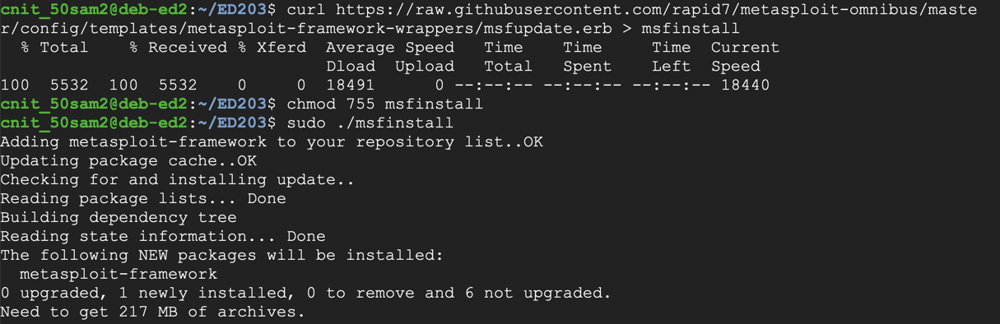 cnit_50sam2@deb-ed2:~/ED203$ curl https://raw.githubusercontent.com/rapid7/metasploit-omnibus/maste
r/config/templates/metasploit-framework-wrappers/msfupdate.erb > msfinstall
  % Total    % Received % Xferd  Average Speed   Time    Time     Time  Current
                                 Dload  Upload   Total   Spent    Left  Speed
100  5532  100  5532    0     0  18491      0 --:--:-- --:--:-- --:--:-- 18440
cnit_50sam2@deb-ed2:~/ED203$ chmod 755 msfinstall
cnit_50sam2@deb-ed2:~/ED203$ sudo ./msfinstall
Adding metasploit-framework to your repository list..OK
Updating package cache..OK
Checking for and installing update..
Reading package lists... Done
Building dependency tree
Reading state information... Done
The following NEW packages will be installed:
  metasploit-framework
0 upgraded, 1 newly installed, 0 to remove and 6 not upgraded.
Need to get 217 MB of archives.